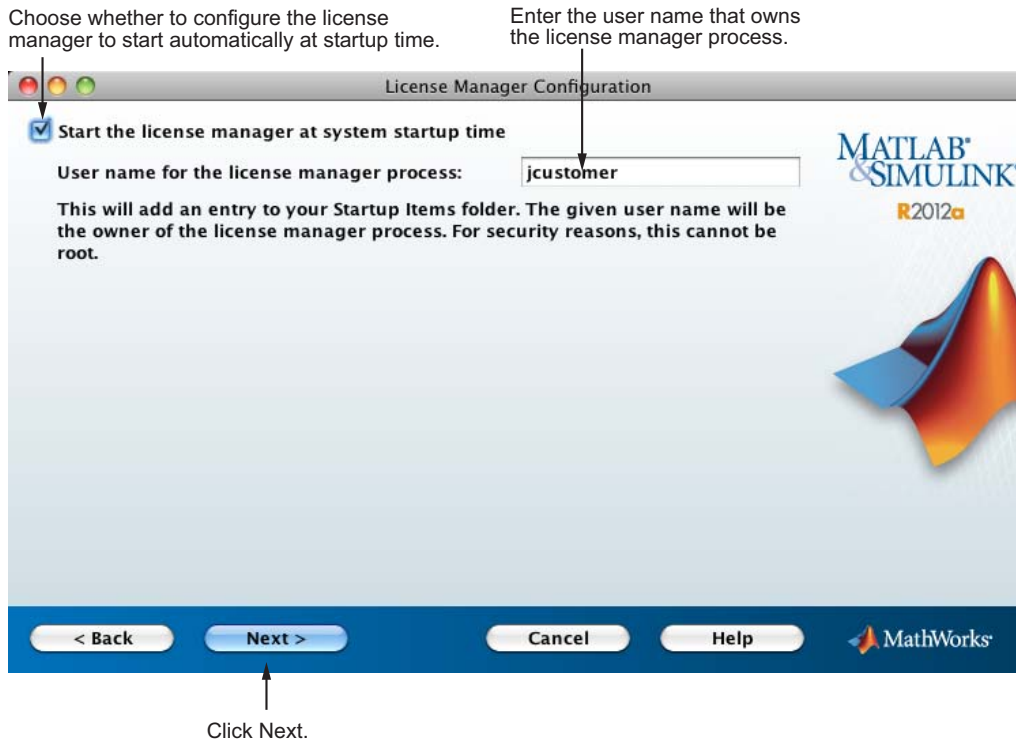 Choose whether to configure the license
manager to start automatically at startup time.
Enter the user name that owns
the license manager process.
License Manager Configuration
Start the license manager at system startup time
User name for the license manager process:
jcustomer
This will add an entry to your Startup Items folder. The given user name will be
the owner of the license manager process. For security reasons, this cannot be
root.
MATLAB®
&SIMULINK®
R2012a
< Back
Next >
Cancel
Help
MathWorks®
Click Next.